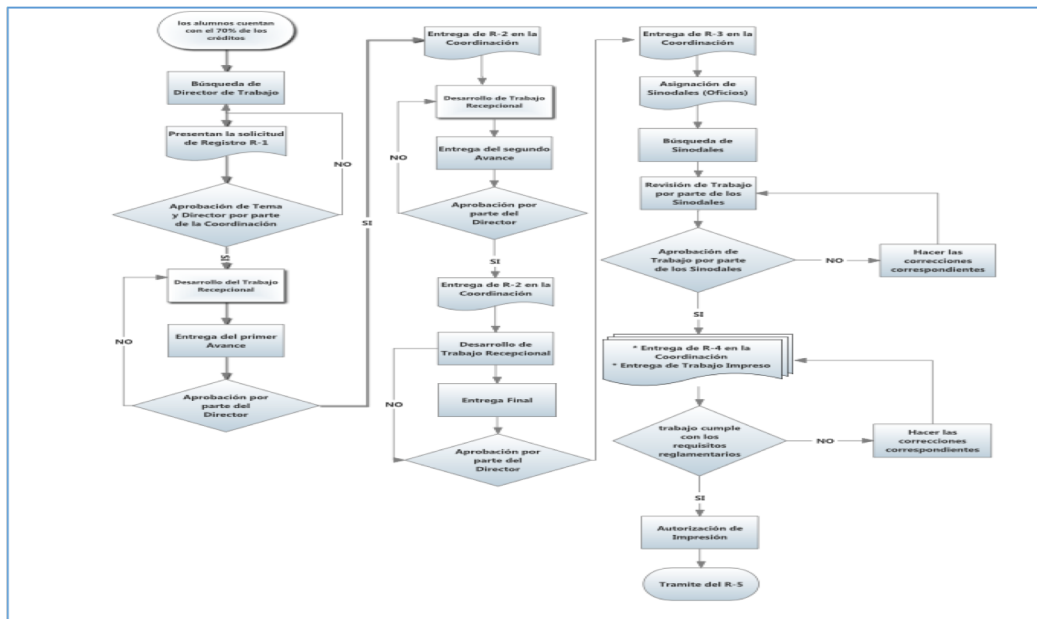 los alumnos cuentan
con el 70% de los
créditos
Búsqueda de
Director de Trabajo
Presentan la solicitud
de Registro R-1
NO
Aprobación de Tema
y Director por parte
de la Coordinación
SI
Desarrollo del Trabajo
Recepcional
NO
Entrega del primer
Avance
Aprobación por
parte del
Director
SI
Entrega de R-2 en la
Coordinación
Desarrollo de Trabajo
Recepcional
NO
Entrega del segundo
Avance
Aprobación por
parte del
Director
SI
Entrega de R-2 en la
Coordinación
Desarrollo de
Trabajo Recepcional
NO
Entrega Final
Aprobación por
parte del
Director
Entrega de R-3 en la
Coordinación
Asignación de
Sinodales (Oficios)
Búsqueda de
Sinodales
Revisión de Trabajo
por parte de los
Sinodales
Aprobación de
Trabajo por parte
de los Sinodales
NO
Hacer las
correcciones
correspondientes
SI
* Entrega de R-4 en la
Coordinación
* Entrega de Trabajo Impreso
trabajo cumple
con los
requisitos
reglamentarios
NO
Hacer las
correcciones
correspondientes
SI
Autorización de
Impresión
Tramite del R-5